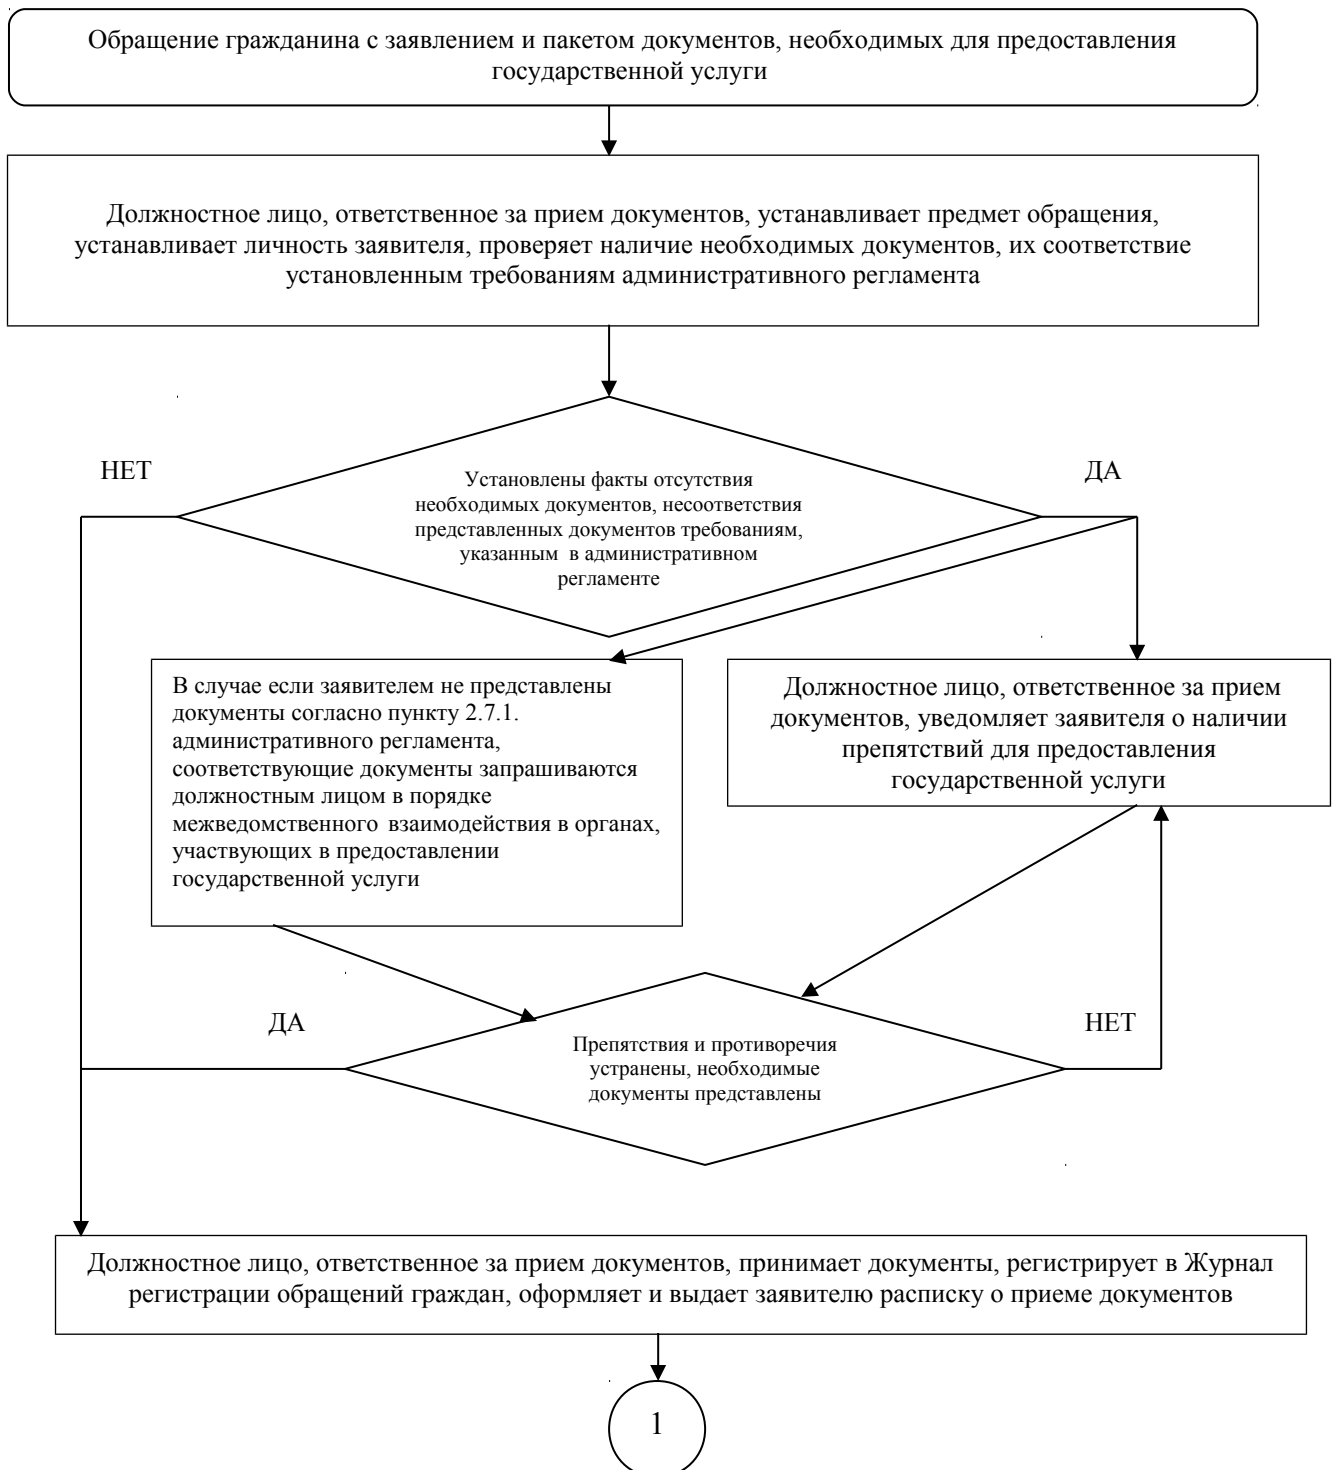 Обращение гражданина с заявлением и пакетом документов, необходимых для предоставления
государственной услуги
Должностное лицо, ответственное за прием документов, устанавливает предмет обращения,
устанавливает личность заявителя, проверяет наличие необходимых документов, их соответствие
установленным требованиям административного регламента
НЕТ
ДА
Установлены факты отсутствия
необходимых документов, несоответствия
представленных документов требованиям,
указанным в административном
регламенте
В случае если заявителем не представлены
документы согласно пункту 2.7.1.
административного регламента,
соответствующие документы запрашиваются
должностным лицом в порядке
межведомственного взаимодействия в органах,
участвующих в предоставлении
государственной услуги
Должностное лицо, ответственное за прием
документов, уведомляет заявителя о наличии
препятствий для предоставления
государственной услуги
ДА
НЕТ
Препятствия и противоречия
устранены, необходимые
документы представлены
Должностное лицо, ответственное за прием документов, принимает документы, регистрирует в Журнал
регистрации обращений граждан, оформляет и выдает заявителю расписку о приеме документов
1